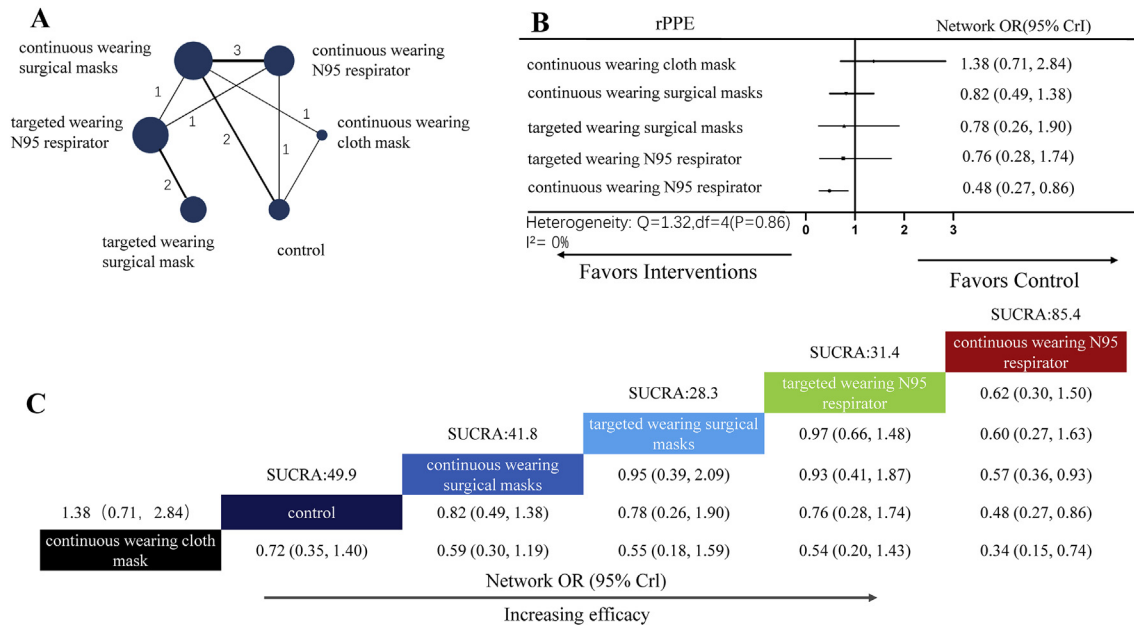 A
continuous wearing
surgical masks
3
continuous wearing
N95 respirator
1
1
1
targeted wearing
N95 respirator
continuous wearing
cloth mask
2
1
2
targeted wearing
surgical mask
control
B
rPPE
Network OR(95% CrI)
continuous wearing cloth mask
1.38 (0.71, 2.84)
continuous wearing surgical masks
0.82 (0.49, 1.38)
targeted wearing surgical masks
0.78 (0.26, 1.90)
targeted wearing N95 respirator
0.76 (0.28, 1.74)
continuous wearing N95 respirator
0.48 (0.27, 0.86)
Heterogeneity: Q=1.32,df=4(P=0.86)
I²= 0%
0 1 2 3
Favors Interventions
Favors Control
C
SUCRA:85.4
continuous wearing N95
respirator
SUCRA:31.4
targeted wearing N95
respirator
0.62 (0.30, 1.50)
SUCRA:28.3
targeted wearing surgical
masks
0.97 (0.66, 1.48)
0.60 (0.27, 1.63)
SUCRA:41.8
continuous wearing
surgical masks
0.95 (0.39, 2.09)
0.93 (0.41, 1.87)
0.57 (0.36, 0.93)
SUCRA:49.9
1.38（0.71, 2.84）
control
0.82 (0.49, 1.38)
0.78 (0.26, 1.90)
0.76 (0.28, 1.74)
0.48 (0.27, 0.86)
continuous wearing cloth
mask
0.72 (0.35, 1.40)
0.59 (0.30, 1.19)
0.55 (0.18, 1.59)
0.54 (0.20, 1.43)
0.34 (0.15, 0.74)
Network OR (95% CrI)
Increasing efficacy